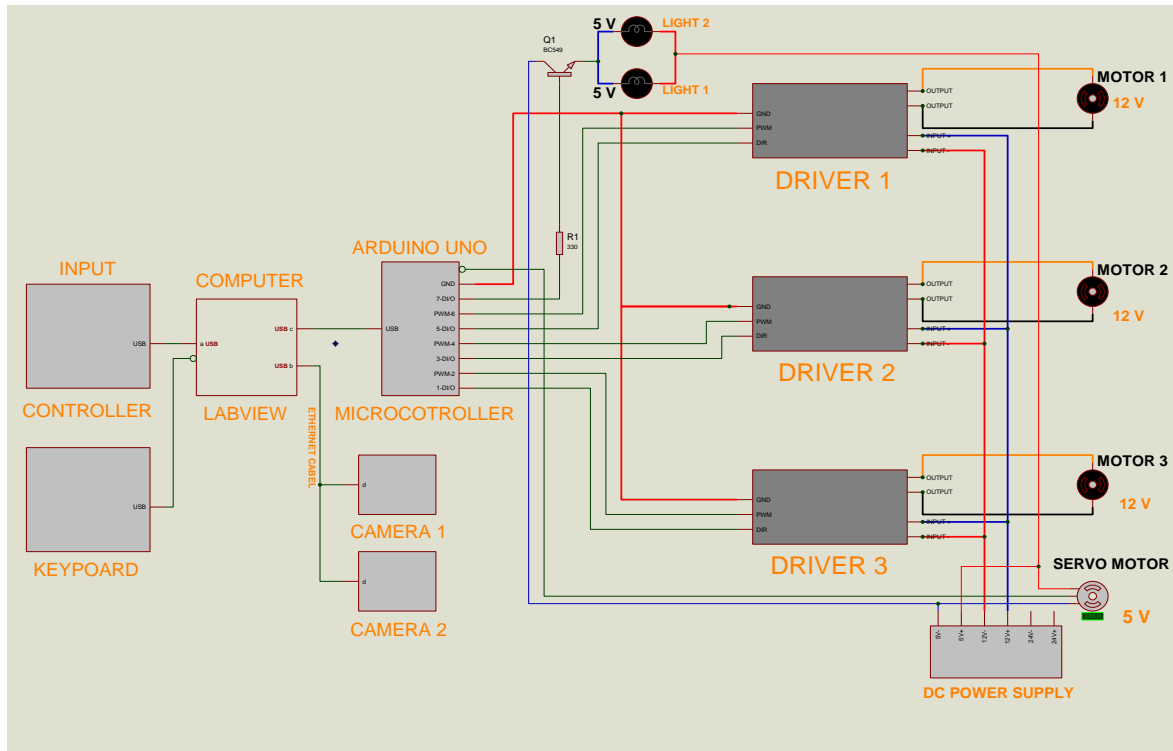 Q1
BC549
5 V
LIGHT 2
5 V
LIGHT 1
OUTPUT
OUTPUT
INPUT +
INPUT -
GND
PWM
DIR
DRIVER 1
MOTOR 1
12 V
R1
330
ARDUINO UNO
GND
7-DI/O
PWM-6
5-DI/O
PWM-4
3-DI/O
PWM-2
1-DI/O
USB
MICROCOTROLLER
INPUT
USB
CONTROLLER
COMPUTER
a USB
USB c
USB b
LABVIEW
ETHERNET CABEL
USB
KEYPOARD
d
CAMERA 1
d
CAMERA 2
OUTPUT
OUTPUT
INPUT +
INPUT -
GND
PWM
DIR
DRIVER 2
MOTOR 2
12 V
OUTPUT
OUTPUT
INPUT +
INPUT -
GND
PWM
DIR
DRIVER 3
MOTOR 3
12 V
SERVO MOTOR
5 V
5V-
5V+
12V-
12V+
24V-
24V+
DC POWER SUPPLY